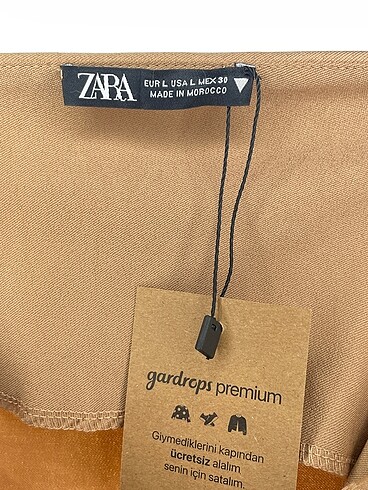 ZARA
EUR L USA L MEX 30
MADE IN MOROCCO
gardrops premium
Giymediklerini kapından
ücretsiz alalım
senin için satalım.